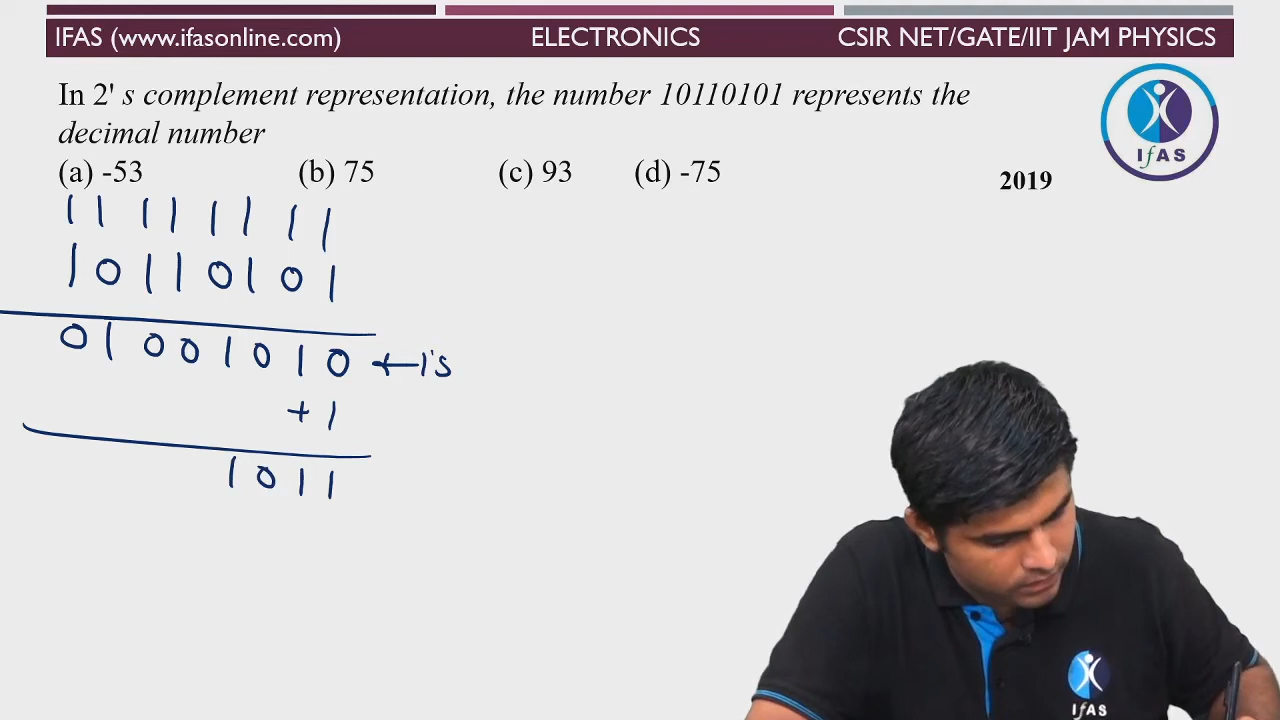 IFAS (www.ifasonline.com) ELECTRONICS CSIR NET/GATE/IIT JAM PHYSICS
In 2' s complement representation, the number 10110101 represents the
decimal number
(a) -53 (b) 75 (c) 93 (d) -75
2019
IfAS
1 1 1 1 1 1 1 1
1 0 1 1 0 1 0 1
0 1 0 0 1 0 1 0 ← 1's
+ 1
1 0 1 1
IfAS